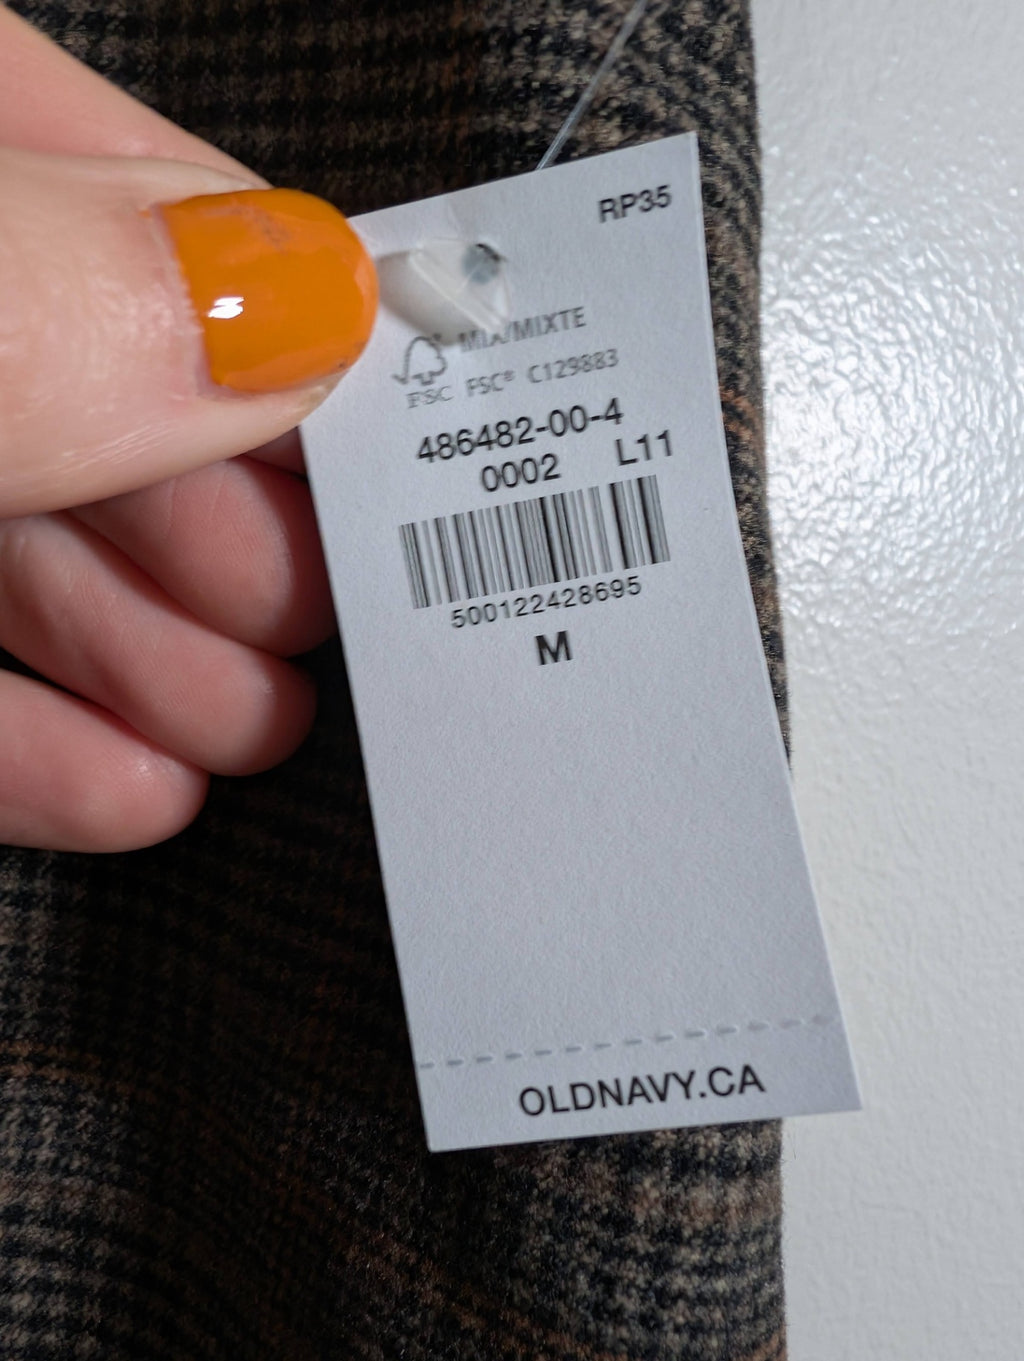 RP35
MIX/MIXTE
FSC FSC® C129883
486482-00-4
0002 L11
500122428695
M
OLDNAVY.CA